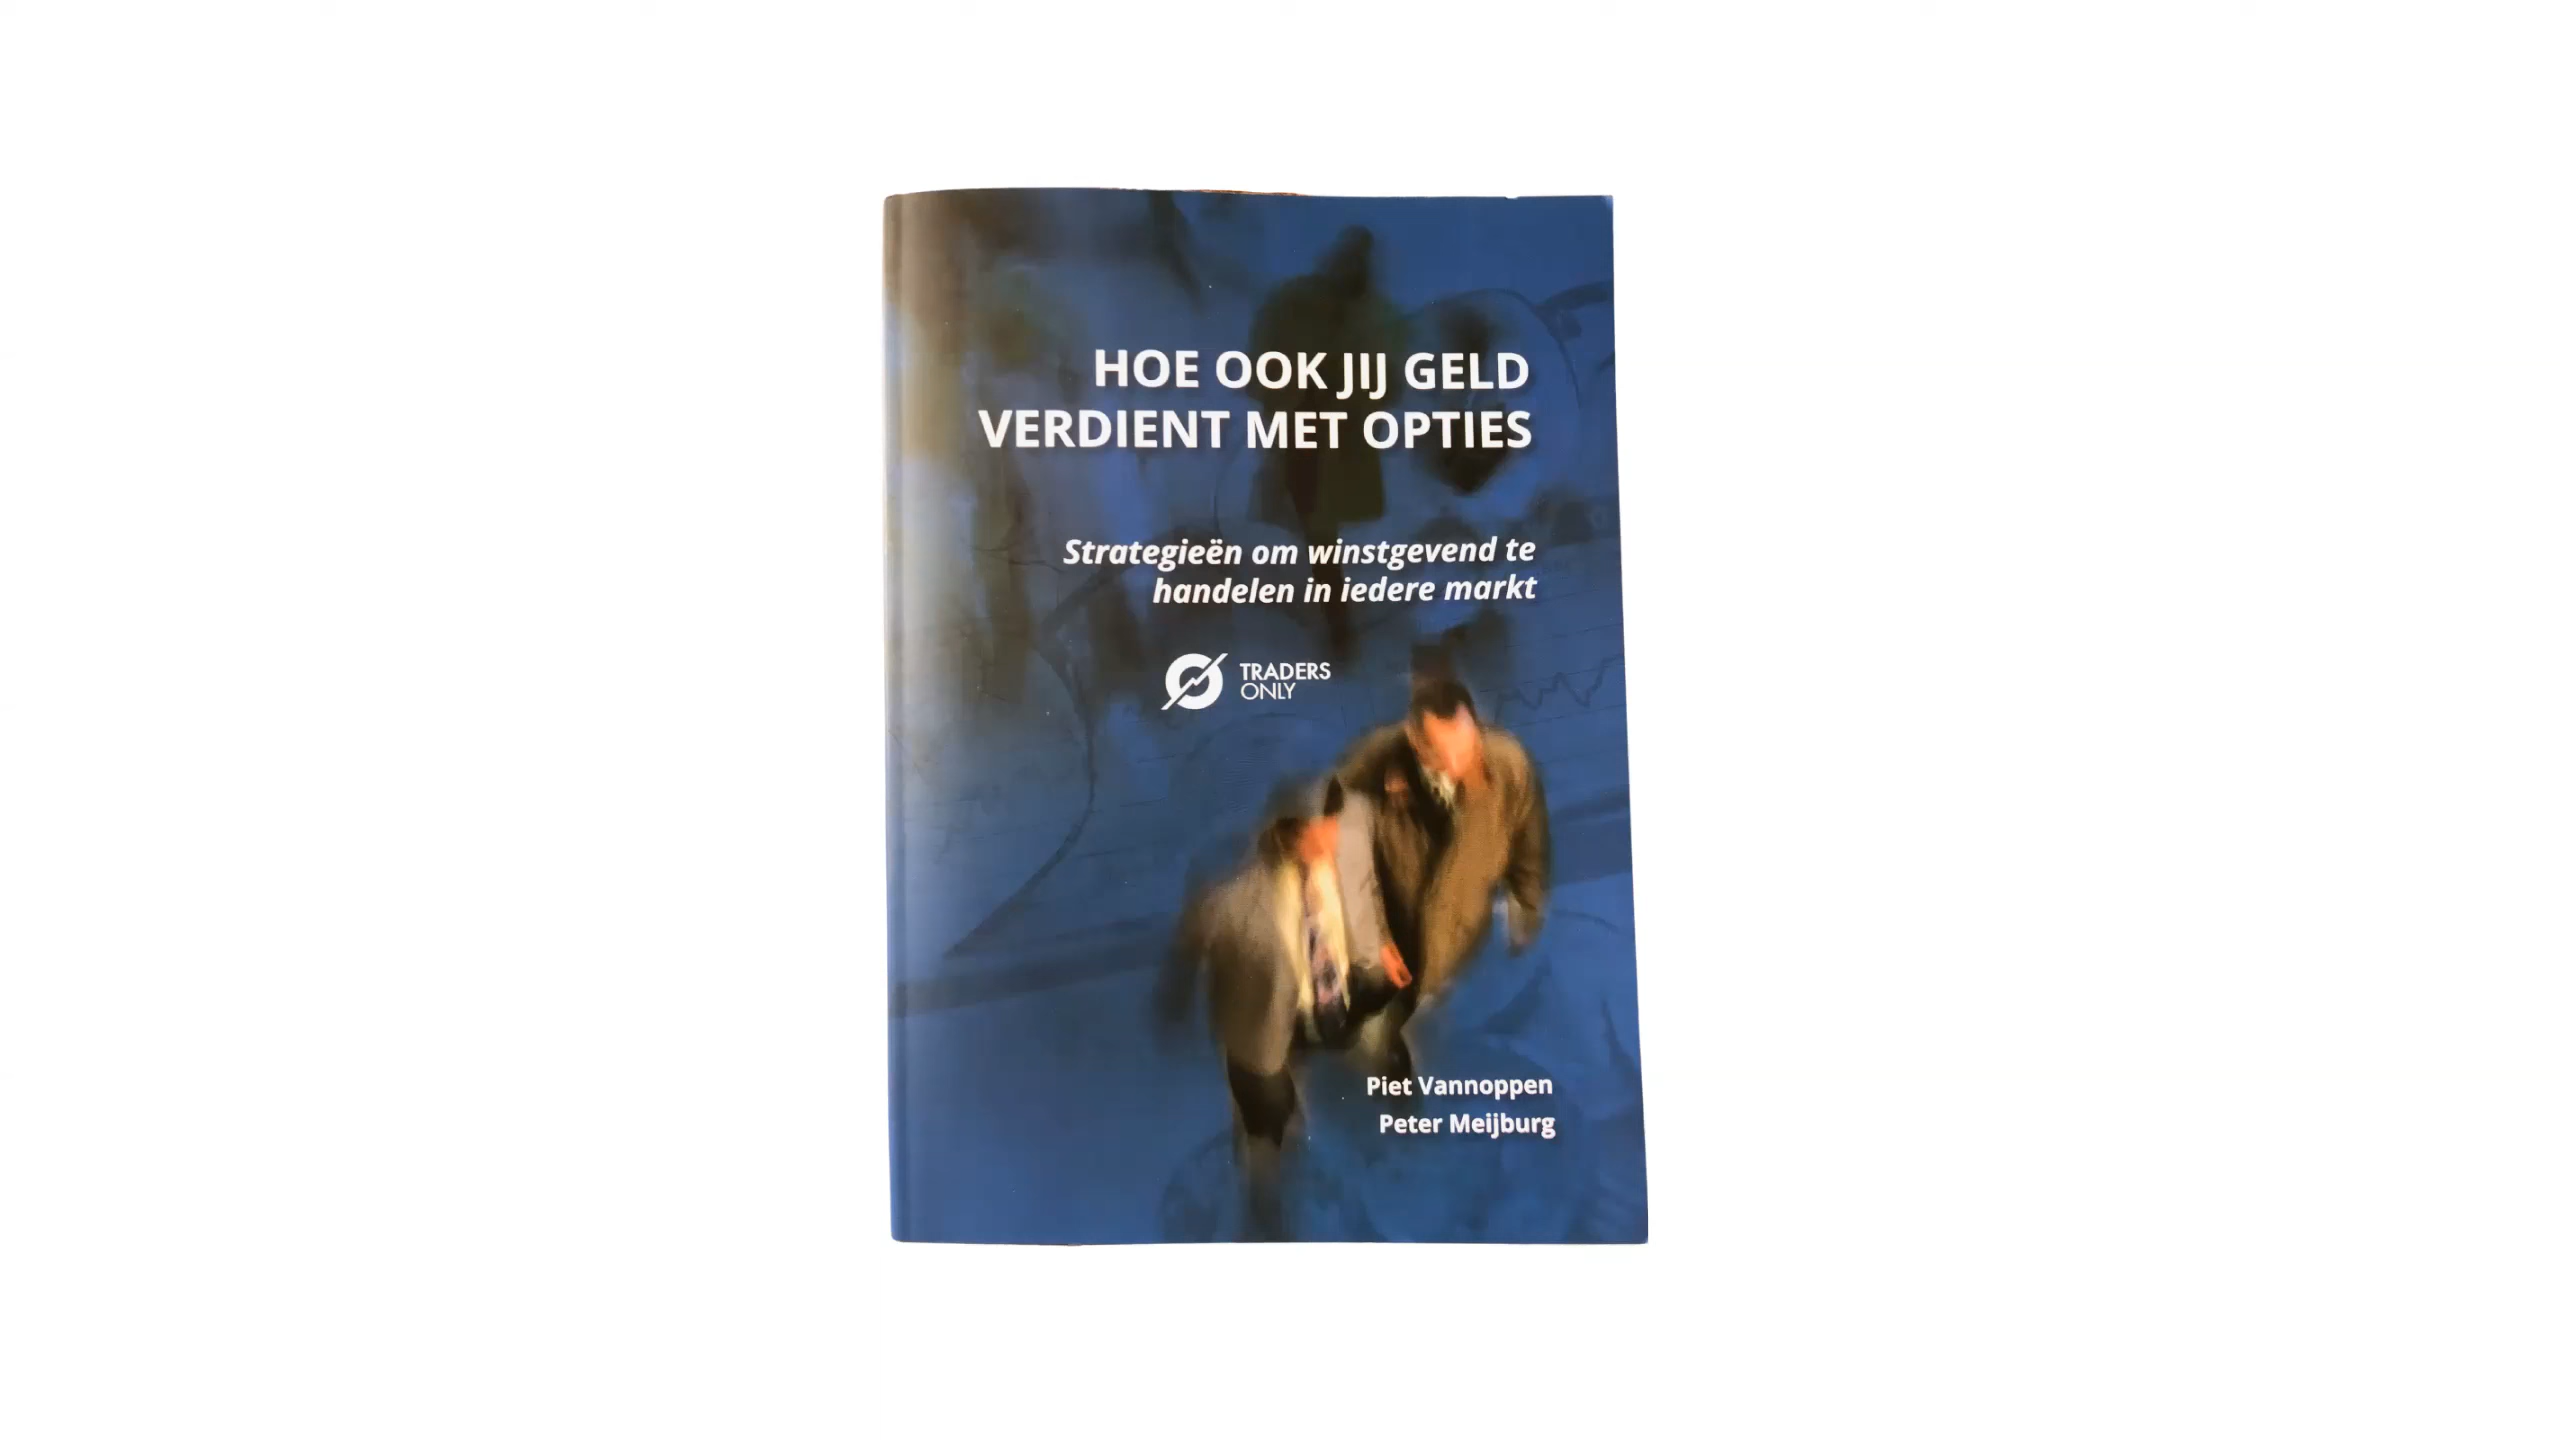 HOE OOK JIJ GELD
VERDIENT MET OPTIES
Strategieën om winstgevend te
handelen in iedere markt
TRADERS
ONLY
Piet Vannoppen
Peter Meijburg